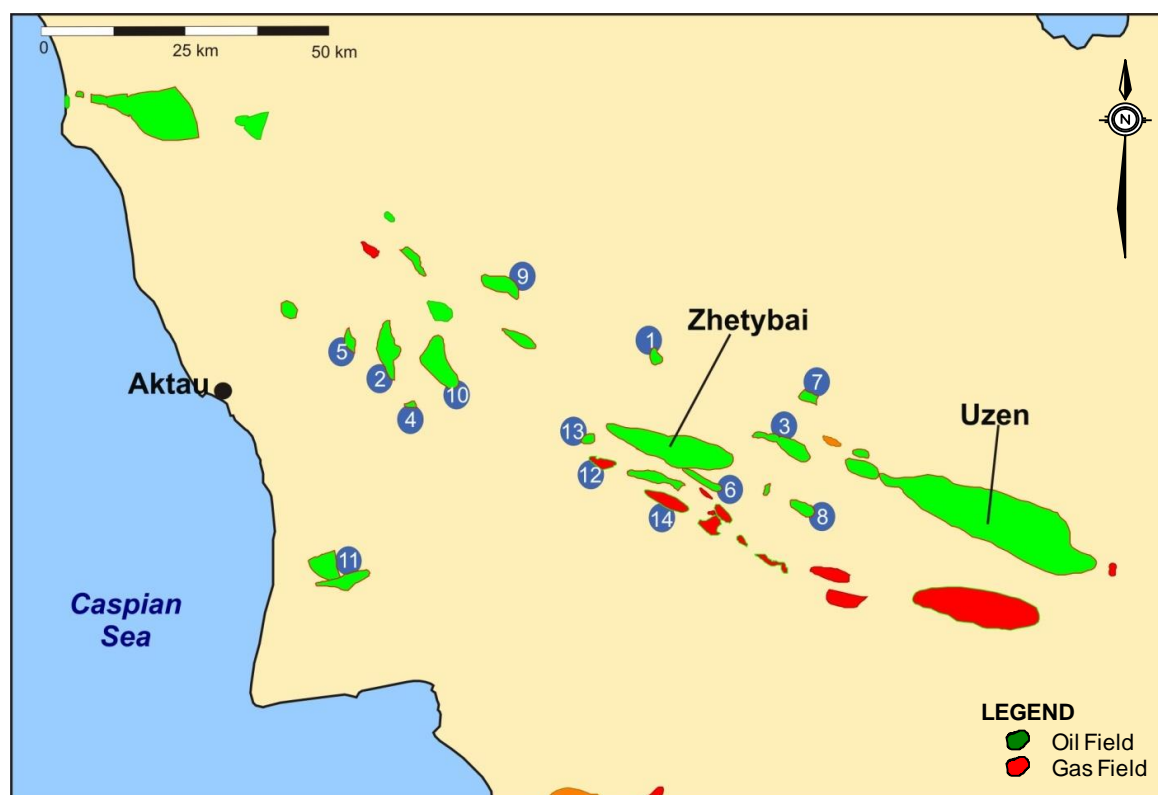 0
25 km
50 km
N
9
Zhetybai
1
5
2
10
Aktau
4
7
3
Uzen
13
12
6
14
8
11
Caspian
Sea
LEGEND
Oil Field
Gas Field